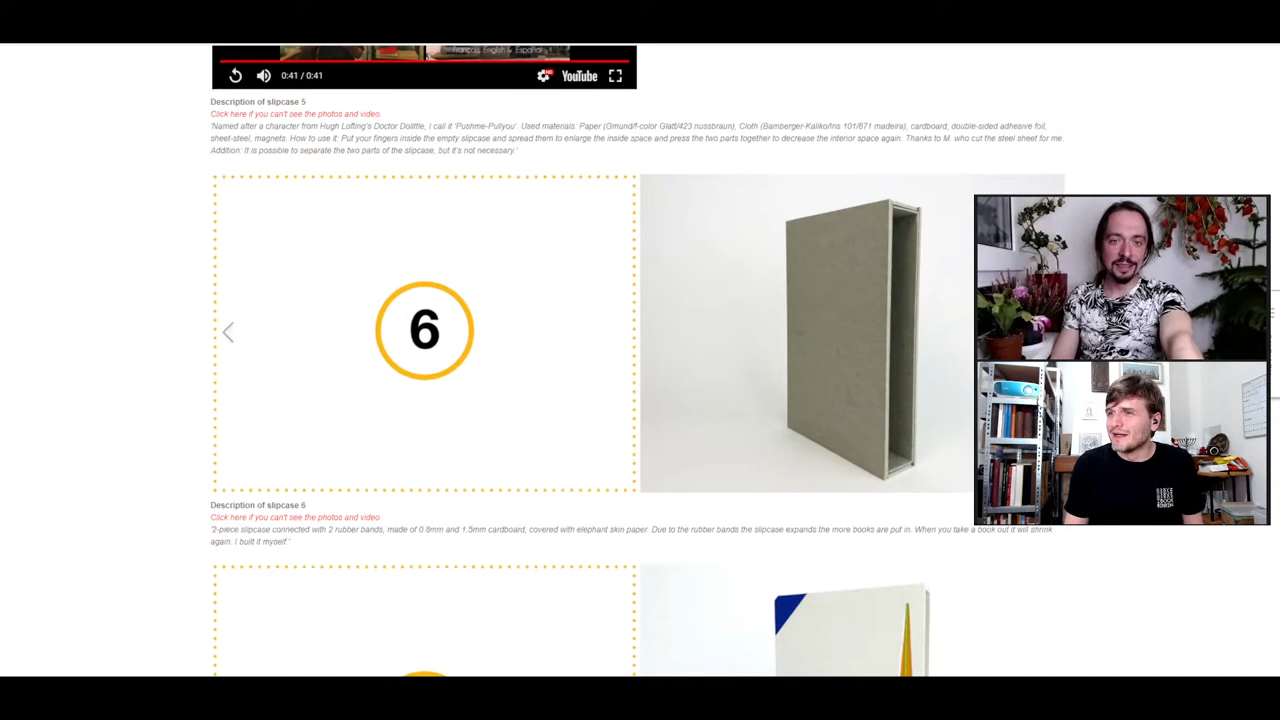 Français, English & Español
0:41 / 0:41
HD
YouTube
Description of slipcase 5
Click here if you can't see the photos and video
'Named after a character from Hugh Lofting's Doctor Dolittle, I call it 'Pushme-Pullyou'. Used materials. Paper (Gmund/f-color Glatt/423 nussbraun), Cloth (Bamberger-Kaliko/Iris 101/871 madeira), cardboard, double-sided adhesive foil,
sheet-steel, magnets. How to use it: Put your fingers inside the empty slipcase and spread them to enlarge the inside space and press the two parts together to decrease the interior space again. Thanks to M. who cut the steel sheet for me.
Addition: It is possible to separate the two parts of the slipcase, but it's not necessary.'
6
Description of slipcase 6
Click here if you can't see the photos and video
'2-piece slipcase connected with 2 rubber bands, made of 0.8mm and 1.5mm cardboard, covered with elephant skin paper. Due to the rubber bands the slipcase expands the more books are put in. When you take a book out it will shrink
again. I built it myself.'